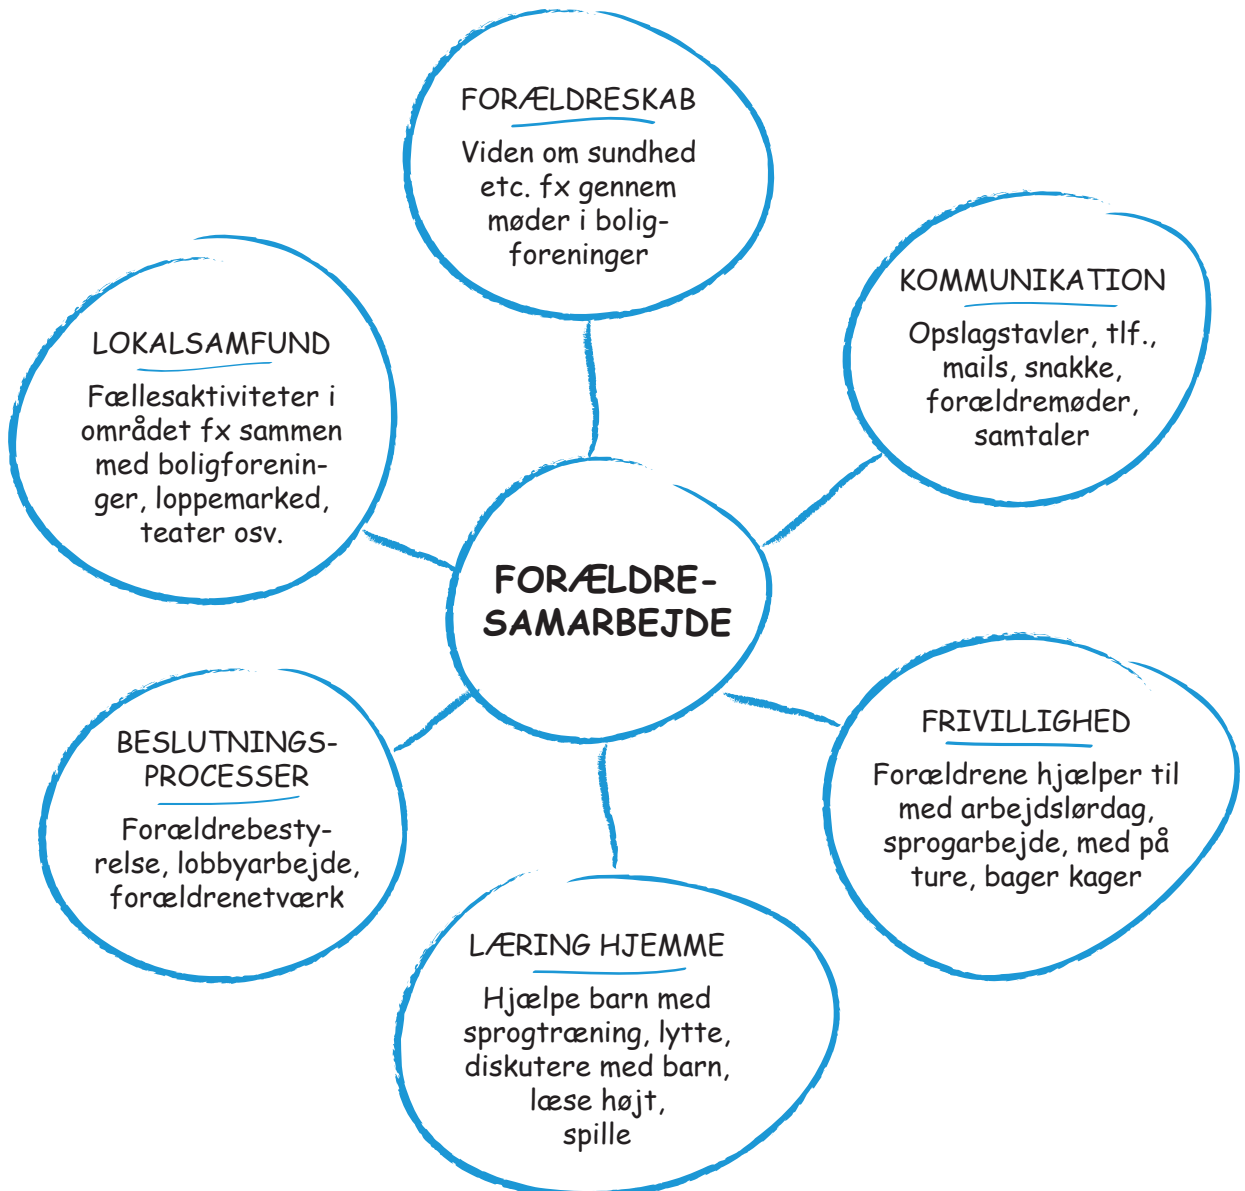 FORÆLDRESKAB
Viden om sundhed
etc. fx gennem
møder i bolig-
foreninger
KOMMUNIKATION
Opslagstavler, tlf.,
mails, snakke,
forældremøder,
samtaler
LOKALSAMFUND
Fællesaktiviteter i
området fx sammen
med boligforenin-
ger, loppemarked,
teater osv.
FORÆLDRE-
SAMARBEJDE
FRIVILLIGHED
Forældrene hjælper til
med arbejdslørdag,
sprogarbejde, med på
ture, bager kager
BESLUTNINGS-
PROCESSER
Forældrebesty-
relse, lobbyarbejde,
forældrenetværk
LÆRING HJEMME
Hjælpe barn med
sprogtræning, lytte,
diskutere med barn,
læse højt,
spille